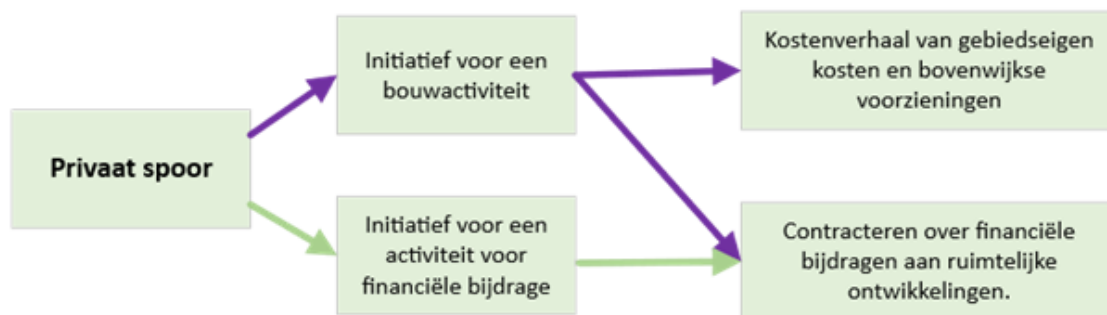 Privaat spoor
Initiatief voor een
bouwactiviteit
Kostenverhaal van gebiedseigen
kosten en bovenwijkse
voorzieningen
Initiatief voor een
activiteit voor
financiële bijdrage
Contracteren over financiële
bijdragen aan ruimtelijke
ontwikkelingen.